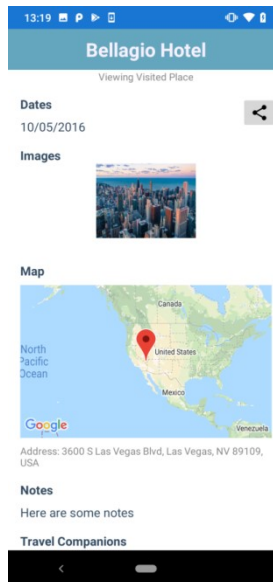 13:19
Bellagio Hotel
Viewing Visited Place
Dates
10/05/2016
Images
Map
Canada
North
Pacific
Ocean
United States
Mexico
Google
Venezuela
Address: 3600 S Las Vegas Blvd, Las Vegas, NV 89109,
USA
Notes
Here are some notes
Travel Companions